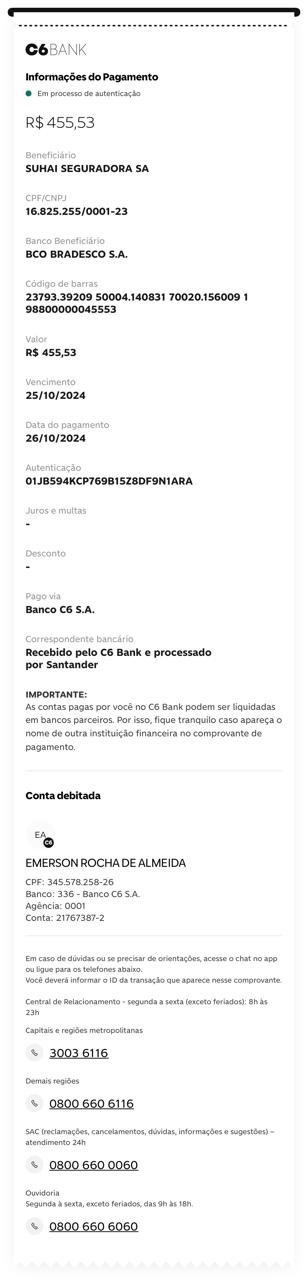 C6BANK
Informações do Pagamento
Em processo de autenticação
R$ 455,53
Beneficiário
SUHAI SEGURADORA SA
CPF/CNPJ
16.825.255/0001-23
Banco Beneficiário
BCO BRADESCO S.A.
Código de barras
23793.39209 50004.140831 70020.156009 1
98800000045553
Valor
R$ 455,53
Vencimento
25/10/2024
Data do pagamento
26/10/2024
Autenticação
01JB594KCP769B15Z8DF9N1ARA
Juros e multas
-
Desconto
-
Pago via
Banco C6 S.A.
Correspondente bancário
Recebido pelo C6 Bank e processado
por Santander
IMPORTANTE:
As contas pagas por você no C6 Bank podem ser liquidadas
em bancos parceiros. Por isso, fique tranquilo caso apareça o
nome de outra instituição financeira no comprovante de
pagamento.
Conta debitada
EA
C6
EMERSON ROCHA DE ALMEIDA
CPF: 345.578.258-26
Banco: 336 - Banco C6 S.A.
Agência: 0001
Conta: 21767387-2
Em caso de dúvidas ou se precisar de orientações, acesse o chat no app
ou ligue para os telefones abaixo.
Você deverá informar o ID da transação que aparece nesse comprovante.
Central de Relacionamento - segunda a sexta (exceto feriados): 8h às
23h
Capitais e regiões metropolitanas
3003 6116
Demais regiões
0800 660 6116
SAC (reclamações, cancelamentos, dúvidas, informações e sugestões) –
atendimento 24h
0800 660 0060
Ouvidoria
Segunda à sexta, exceto feriados, das 9h às 18h.
0800 660 6060